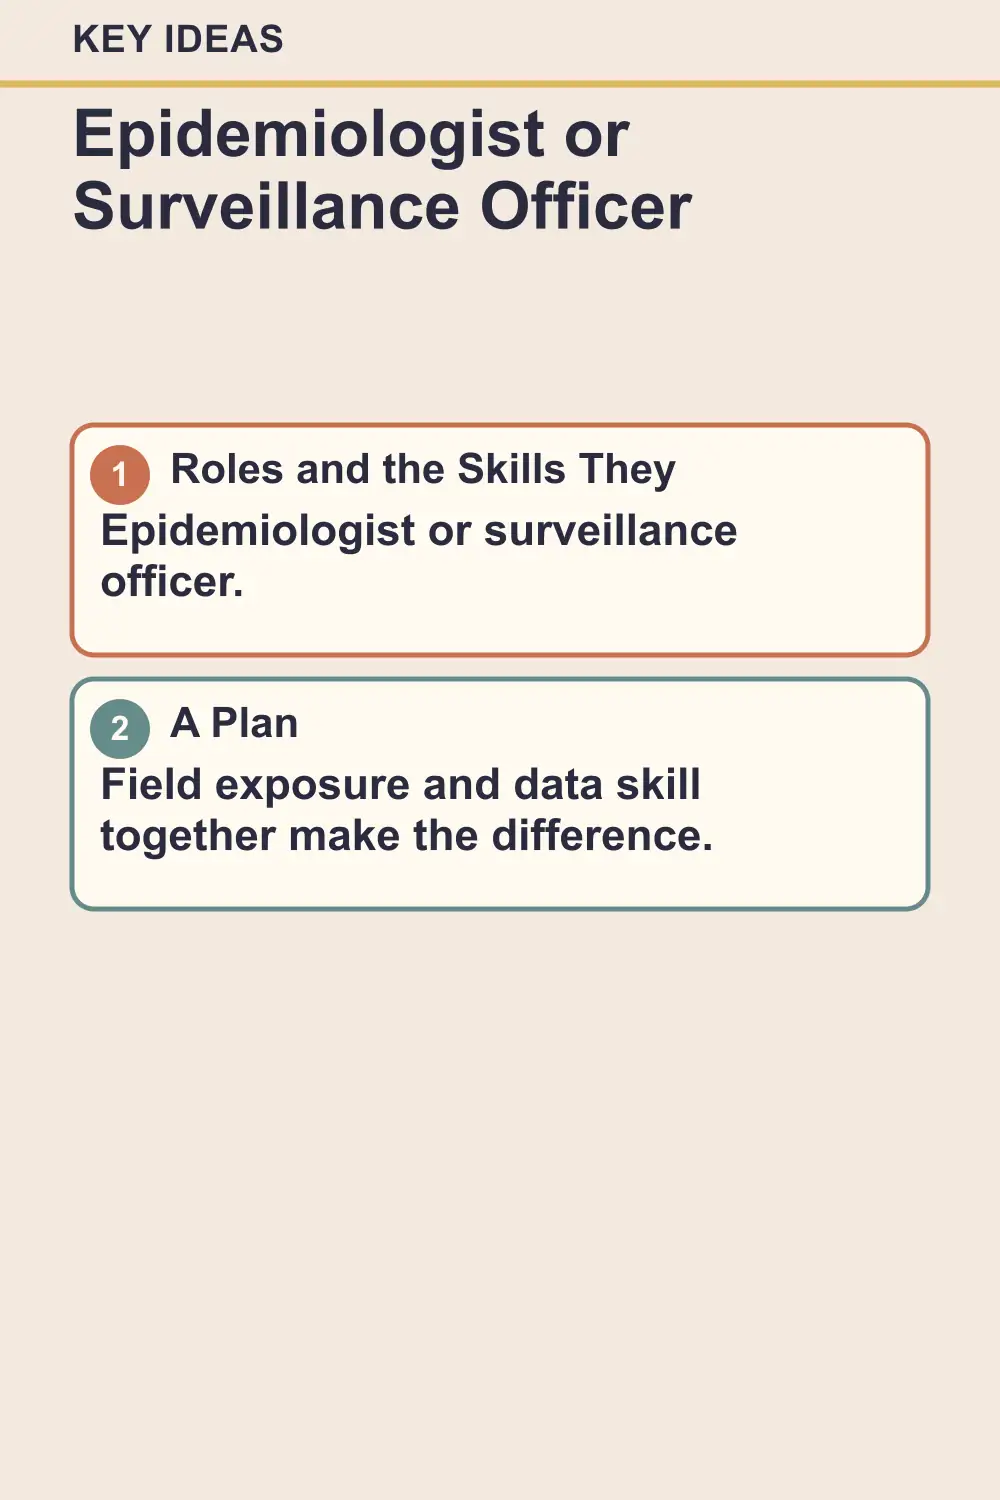 KEY IDEAS
Epidemiologist or
Surveillance Officer
1 Roles and the Skills They
Epidemiologist or surveillance
officer.
2 A Plan
Field exposure and data skill
together make the difference.